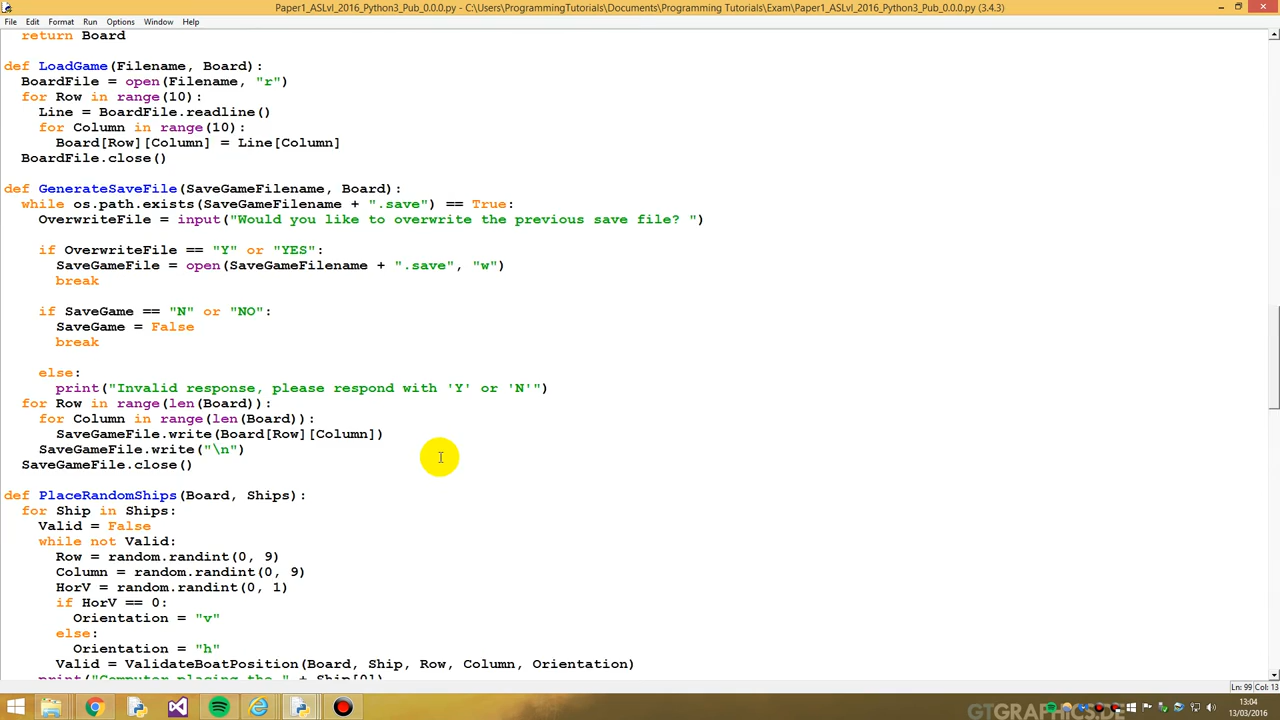 Paper1_ASLvl_2016_Python3_Pub_0.0.0.py - C:\Users\ProgrammingTutorials\Documents\Programming Tutorials\Exam\Paper1_ASLvl_2016_Python3_Pub_0.0.0.py (3.4.3)
File Edit Format Run Options Window Help
return Board
def LoadGame(Filename, Board):
BoardFile = open(Filename, "r")
for Row in range(10):
Line = BoardFile.readline()
for Column in range(10):
Board[Row][Column] = Line[Column]
BoardFile.close()
def GenerateSaveFile(SaveGameFilename, Board):
while os.path.exists(SaveGameFilename + ".save") == True:
OverwriteFile = input("Would you like to overwrite the previous save file? ")
if OverwriteFile == "Y" or "YES":
SaveGameFile = open(SaveGameFilename + ".save", "w")
break
if SaveGame == "N" or "NO":
SaveGame = False
break
else:
print("Invalid response, please respond with 'Y' or 'N'")
for Row in range(len(Board)):
for Column in range(len(Board)):
SaveGameFile.write(Board[Row][Column])
SaveGameFile.write("\n")
SaveGameFile.close()
def PlaceRandomShips(Board, Ships):
for Ship in Ships:
Valid = False
while not Valid:
Row = random.randint(0, 9)
Column = random.randint(0, 9)
HorV = random.randint(0, 1)
if HorV == 0:
Orientation = "v"
else:
Orientation = "h"
Valid = ValidateBoatPosition(Board, Ship, Row, Column, Orientation)
print("Computer placing the " + Ship[0])
Ln: 99 Col: 13
13:04
13/03/2016
GTGRAPHICS.DE